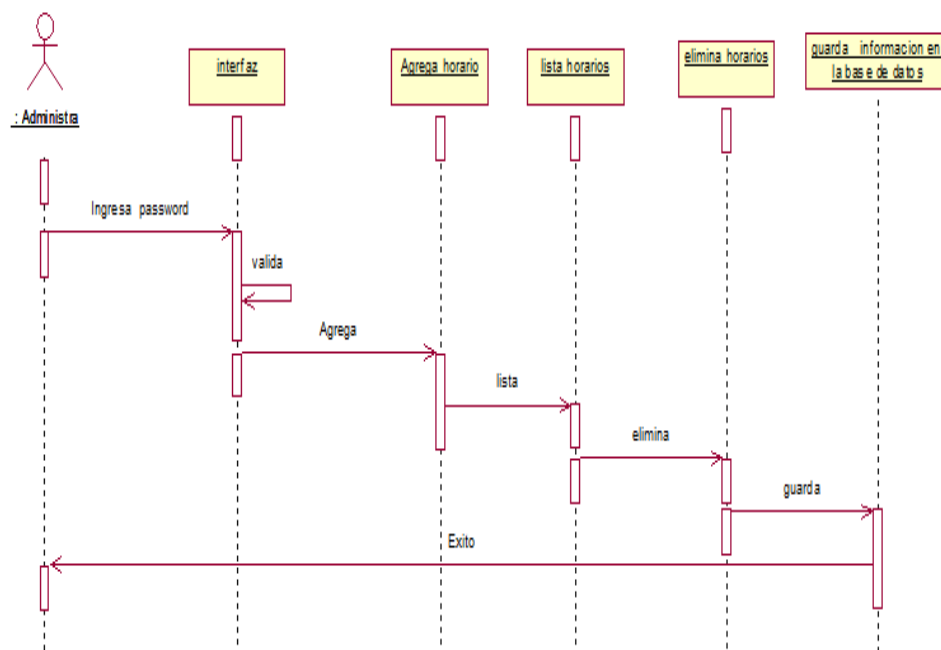 : Administra
interfaz
Agrega horario
lista horarios
elimina horarios
guarda informacion en
la base de datos
Ingresa password
valida
Agrega
lista
elimina
guarda
Exito